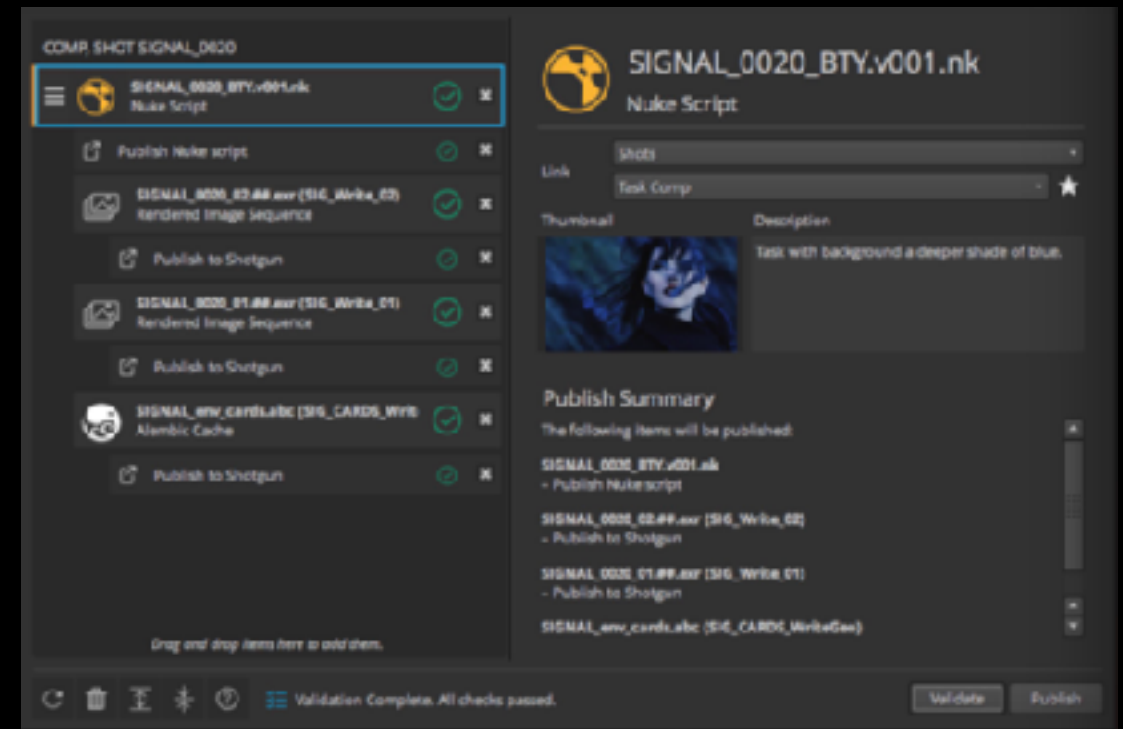 COMP, SHOT SIGNAL_0020
SIGNAL_0020_BTY.v001.nk
Nuke Script
Publish Nuke script
SIGNAL_0020_02.##.exr (SIG_Write_02)
Rendered Image Sequence
Publish to Shotgun
SIGNAL_0020_01.##.exr (SIG_Write_01)
Rendered Image Sequence
Publish to Shotgun
SIGNAL_env_cards.abc (SIG_CARDS_Writ
Alembic Cache
Publish to Shotgun
Drag and drop items here to add them.
SIGNAL_0020_BTY.v001.nk
Nuke Script
Link
Shots
Task Comp
Thumbnail
Description
Task with background a deeper shade of blue.
Publish Summary
The following items will be published:
SIGNAL_0020_BTY.v001.nk
- Publish Nuke script
SIGNAL_0020_02.##.exr (SIG_Write_02)
- Publish to Shotgun
SIGNAL_0020_01.##.exr (SIG_Write_01)
- Publish to Shotgun
SIGNAL_env_cards.abc (SIG_CARDS_WriteGeo)
Validation Complete. All checks passed.
Validate
Publish